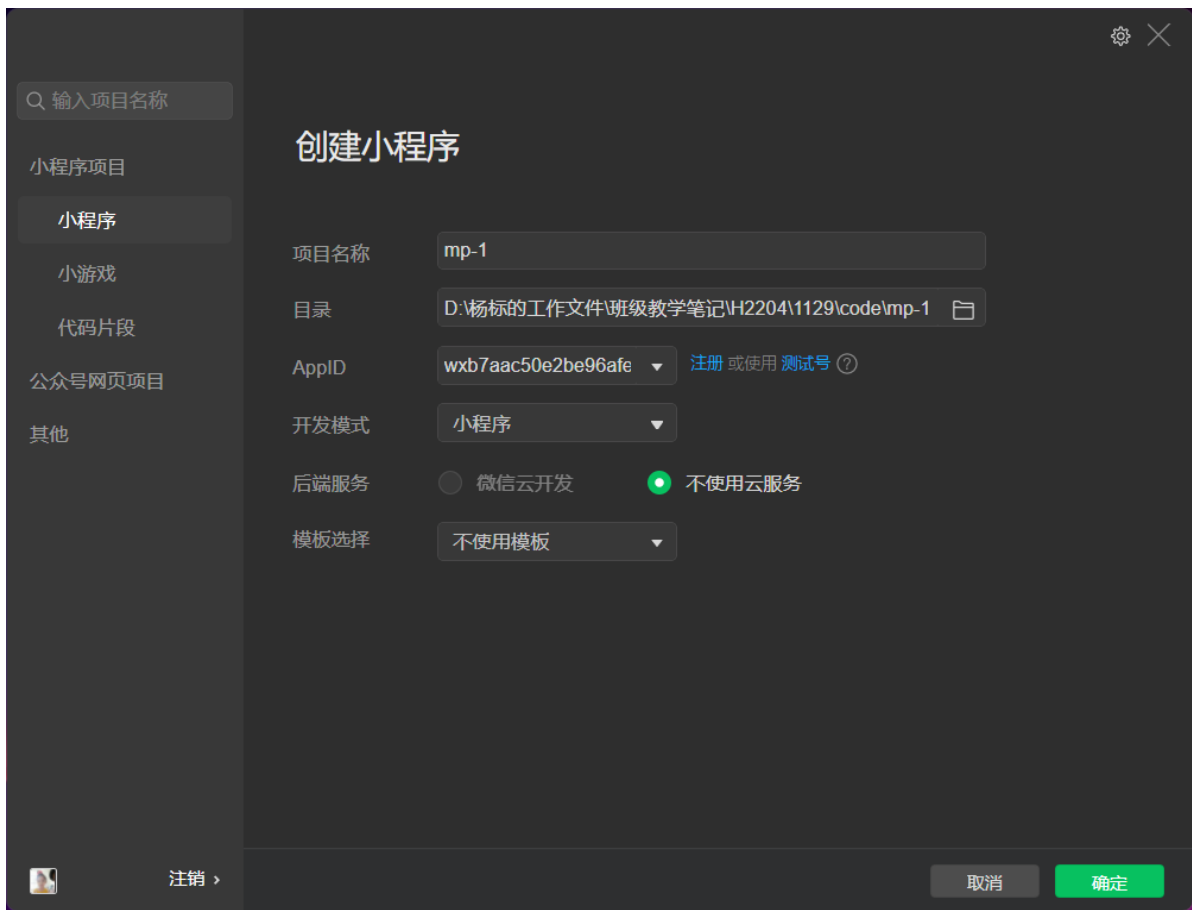 输入项目名称
小程序项目
小程序
小游戏
代码片段
公众号网页项目
其他
注销 ›
创建小程序
项目名称 mp-1
目录 D:\杨标的工作文件\班级教学笔记\H2204\1129\code\mp-1
AppID wxb7aac50e2be96afe 注册 或使用 测试号 ?
开发模式 小程序
后端服务 微信云开发 不使用云服务
模板选择 不使用模板
取消 确定